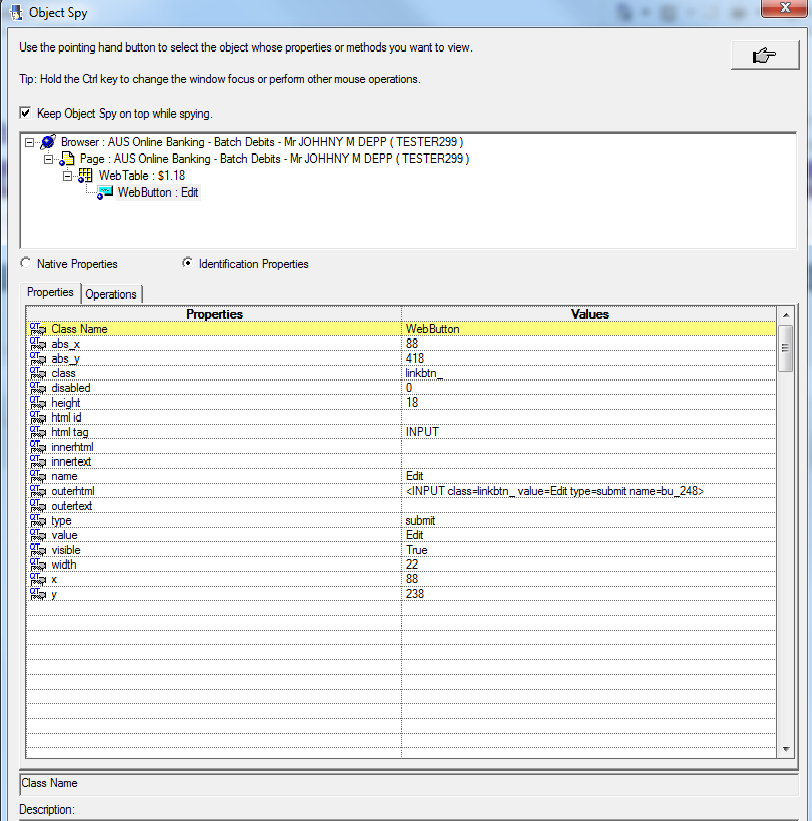 Object Spy
Use the pointing hand button to select the object whose properties or methods you want to view.
Tip: Hold the Ctrl key to change the window focus or perform other mouse operations.
Keep Object Spy on top while spying.
Browser : AUS Online Banking - Batch Debits - Mr JOHHNY M DEPP ( TESTER299 )
Page : AUS Online Banking - Batch Debits - Mr JOHHNY M DEPP ( TESTER299 )
WebTable : $1.18
WebButton : Edit
Native Properties Identification Properties
Properties Operations
Properties Values
Class Name WebButton
abs_x 88
abs_y 418
class linkbtn_
disabled 0
height 18
html id
html tag INPUT
innerhtml
innertext
name Edit
outerhtml <INPUT class=linkbtn_ value=Edit type=submit name=bu_248>
outertext
type submit
value Edit
visible True
width 22
x 88
y 238
Class Name
Description: